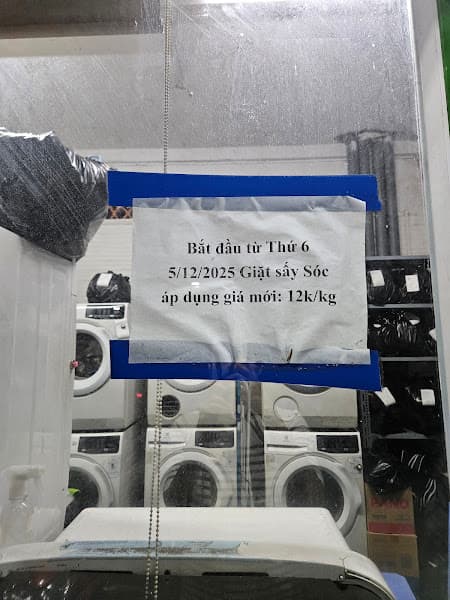 Bắt đầu từ Thứ 6
5/12/2025 Giặt sấy Sóc
áp dụng giá mới: 12k/kg